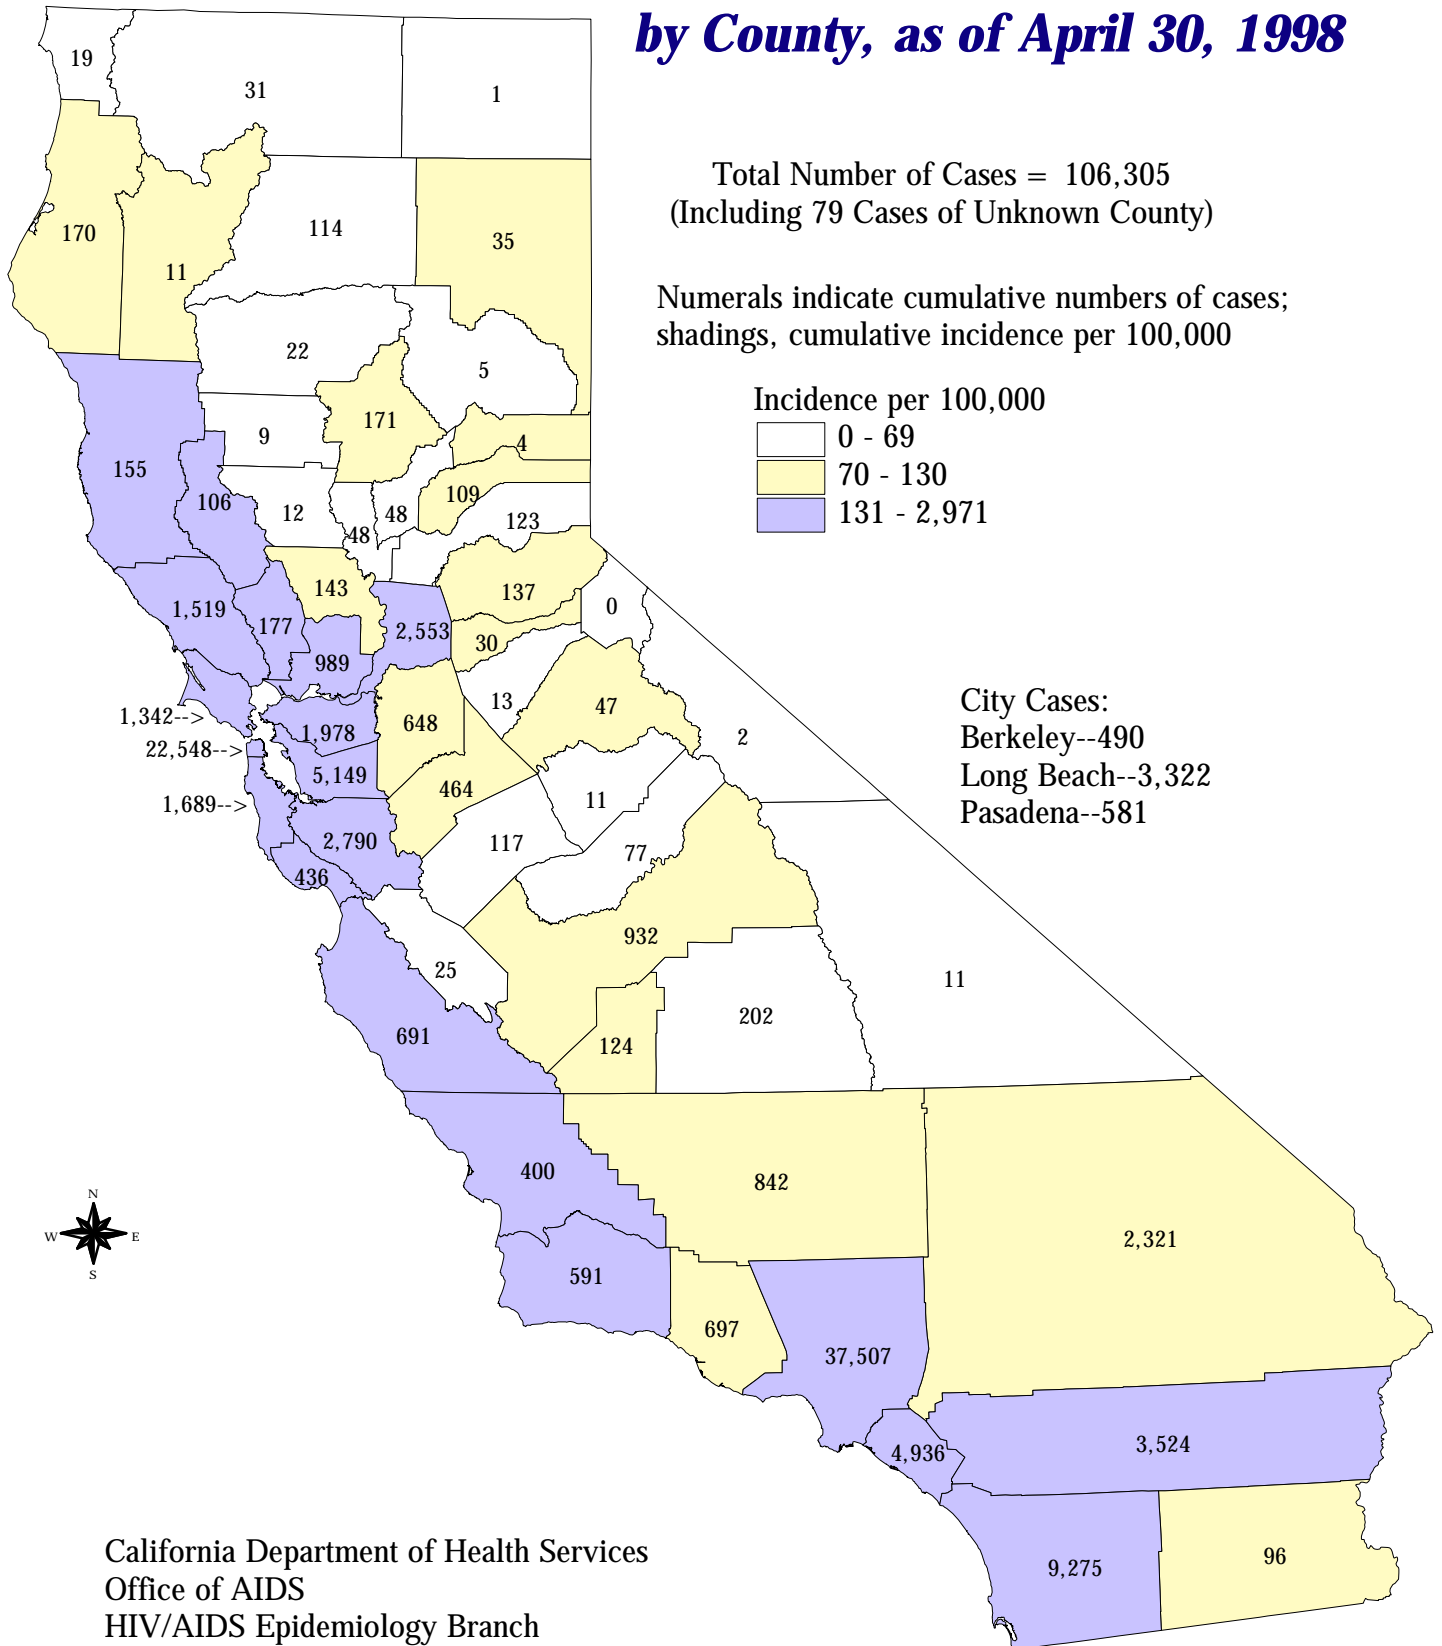 by County, as of April 30, 1998
19
31
1
Total Number of Cases = 106,305
(Including 79 Cases of Unknown County)
170
11
114
35
Numerals indicate cumulative numbers of cases;
shadings, cumulative incidence per 100,000
22
5
Incidence per 100,000
0 - 69
70 - 130
131 - 2,971
171
9
4
155
106
12
48
48
109
123
143
137
0
1,519
177
2,553
30
989
13
47
City Cases:
Berkeley--490
Long Beach--3,322
Pasadena--581
1,342-->
1,978
648
2
22,548-->
5,149
464
11
1,689-->
2,790
117
77
436
932
25
11
691
124
202
400
842
N
W
E
S
2,321
591
697
37,507
4,936
3,524
9,275
96
California Department of Health Services
Office of AIDS
HIV/AIDS Epidemiology Branch